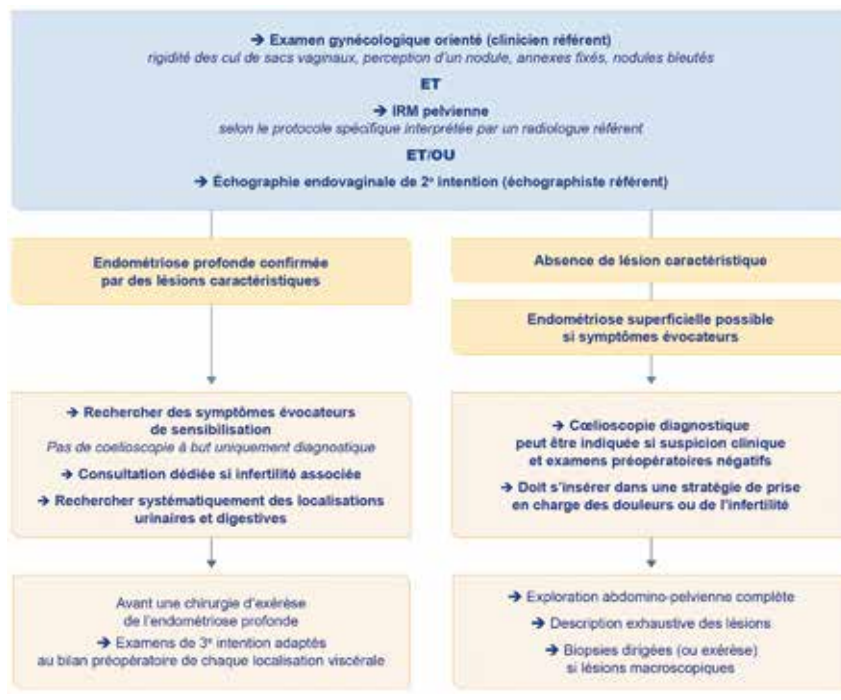 → Examen gynécologique orienté (clinicien référent)
rigidité des cul de sacs vaginaux, perception d'un nodule, annexes fixés, nodules bleutés
ET
→ IRM pelvienne
selon le protocole spécifique interprétée par un radiologue référent
ET/OU
→ Échographie endovaginale de 2e intention (échographiste référent)
Endométriose profonde confirmée
par des lésions caractéristiques
Absence de lésion caractéristique
Endométriose superficielle possible
si symptômes évocateurs
→ Rechercher des symptômes évocateurs
de sensibilisation
Pas de coelioscopie à but uniquement diagnostique
→ Consultation dédiée si infertilité associée
→ Rechercher systématiquement des localisations
urinaires et digestives
→ Cœlioscopie diagnostique
peut être indiquée si suspicion clinique
et examens préopératoires négatifs
→ Doit s'insérer dans une stratégie de prise
en charge des douleurs ou de l'infertilité
Avant une chirurgie d'exérèse
de l'endométriose profonde
→ Examens de 3e intention adaptés
au bilan préopératoire de chaque localisation viscérale
→ Exploration abdomino-pelvienne complète
→ Description exhaustive des lésions
→ Biopsies dirigées (ou exérèse)
si lésions macroscopiques